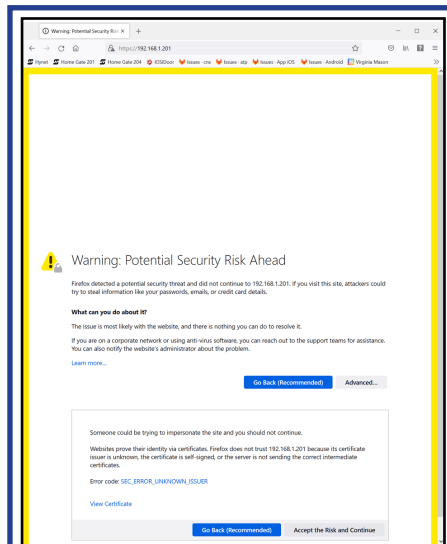 Warning: Potential Security Risk
https://192.168.1.201
Hynet Home Gate 201 Home Gate 204 IOSIDoor Issues · cns Issues · atp Issues · App iOS Issues · Android Virginia Mason
Warning: Potential Security Risk Ahead
Firefox detected a potential security threat and did not continue to 192.168.1.201. If you visit this site, attackers could
try to steal information like your passwords, emails, or credit card details.
What can you do about it?
The issue is most likely with the website, and there is nothing you can do to resolve it.
If you are on a corporate network or using anti-virus software, you can reach out to the support teams for assistance.
You can also notify the website's administrator about the problem.
Learn more...
Go Back (Recommended) Advanced...
Someone could be trying to impersonate the site and you should not continue.
Websites prove their identity via certificates. Firefox does not trust 192.168.1.201 because its certificate
issuer is unknown, the certificate is self-signed, or the server is not sending the correct intermediate
certificates.
Error code: SEC_ERROR_UNKNOWN_ISSUER
View Certificate
Go Back (Recommended) Accept the Risk and Continue